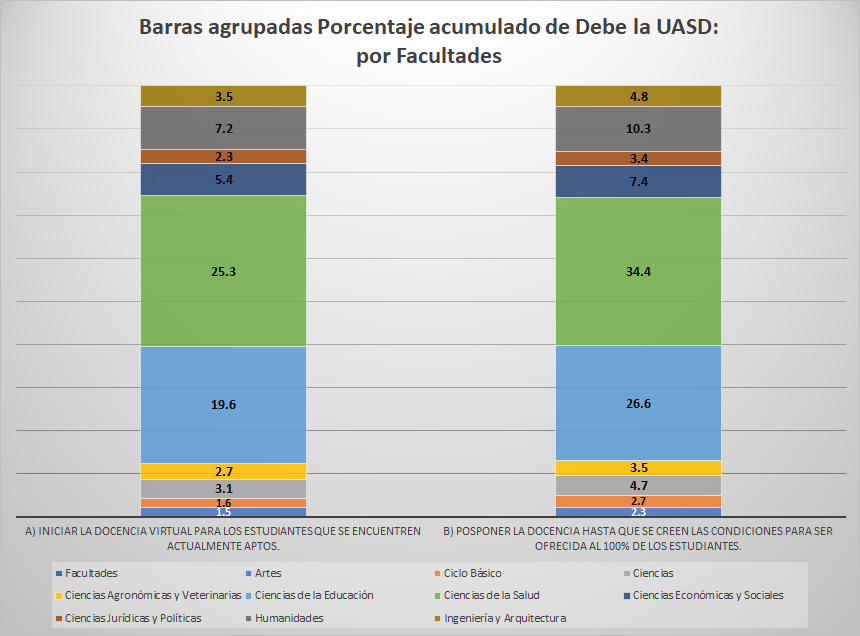 Barras agrupadas Porcentaje acumulado de Debe la UASD:
por Facultades
3.5
4.8
7.2
10.3
2.3
3.4
5.4
7.4
25.3
34.4
19.6
26.6
2.7
3.5
3.1
4.7
1.6
2.7
1.5
2.3
A) INICIAR LA DOCENCIA VIRTUAL PARA LOS ESTUDIANTES QUE SE ENCUENTREN
ACTUALMENTE APTOS.
B) POSPONER LA DOCENCIA HASTA QUE SE CREEN LAS CONDICIONES PARA SER
OFRECIDA AL 100% DE LOS ESTUDIANTES.
Facultades
Artes
Ciclo Básico
Ciencias
Ciencias Agronómicas y Veterinarias
Ciencias de la Educación
Ciencias de la Salud
Ciencias Económicas y Sociales
Ciencias Jurídicas y Políticas
Humanidades
Ingeniería y Arquitectura